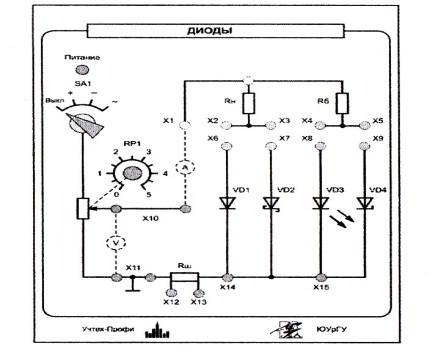 ДИОДЫ
Питание
SA1
Выкл + − ~
RP1
0 1 2 3 4 5
X1
A
X10
V
X11
Rш
X12 X13
Rн Rб
X2 X3 X4 X5
X6 X7 X8 X9
VD1 VD2 VD3 VD4
X14 X15
Учтех-Профи ЮУрГУ